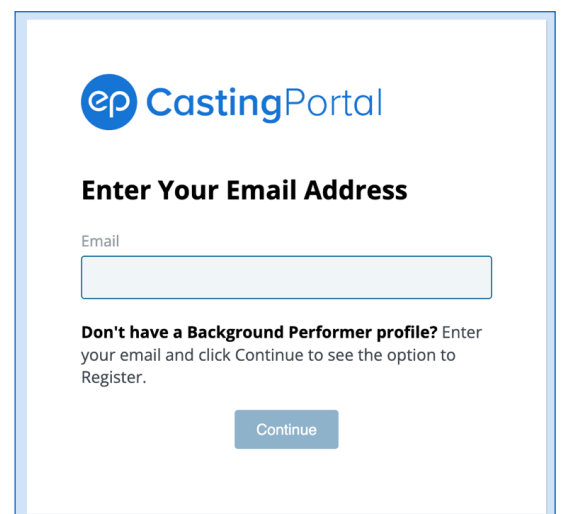 ep CastingPortal
Enter Your Email Address
Email
Don't have a Background Performer profile? Enter
your email and click Continue to see the option to
Register.
Continue